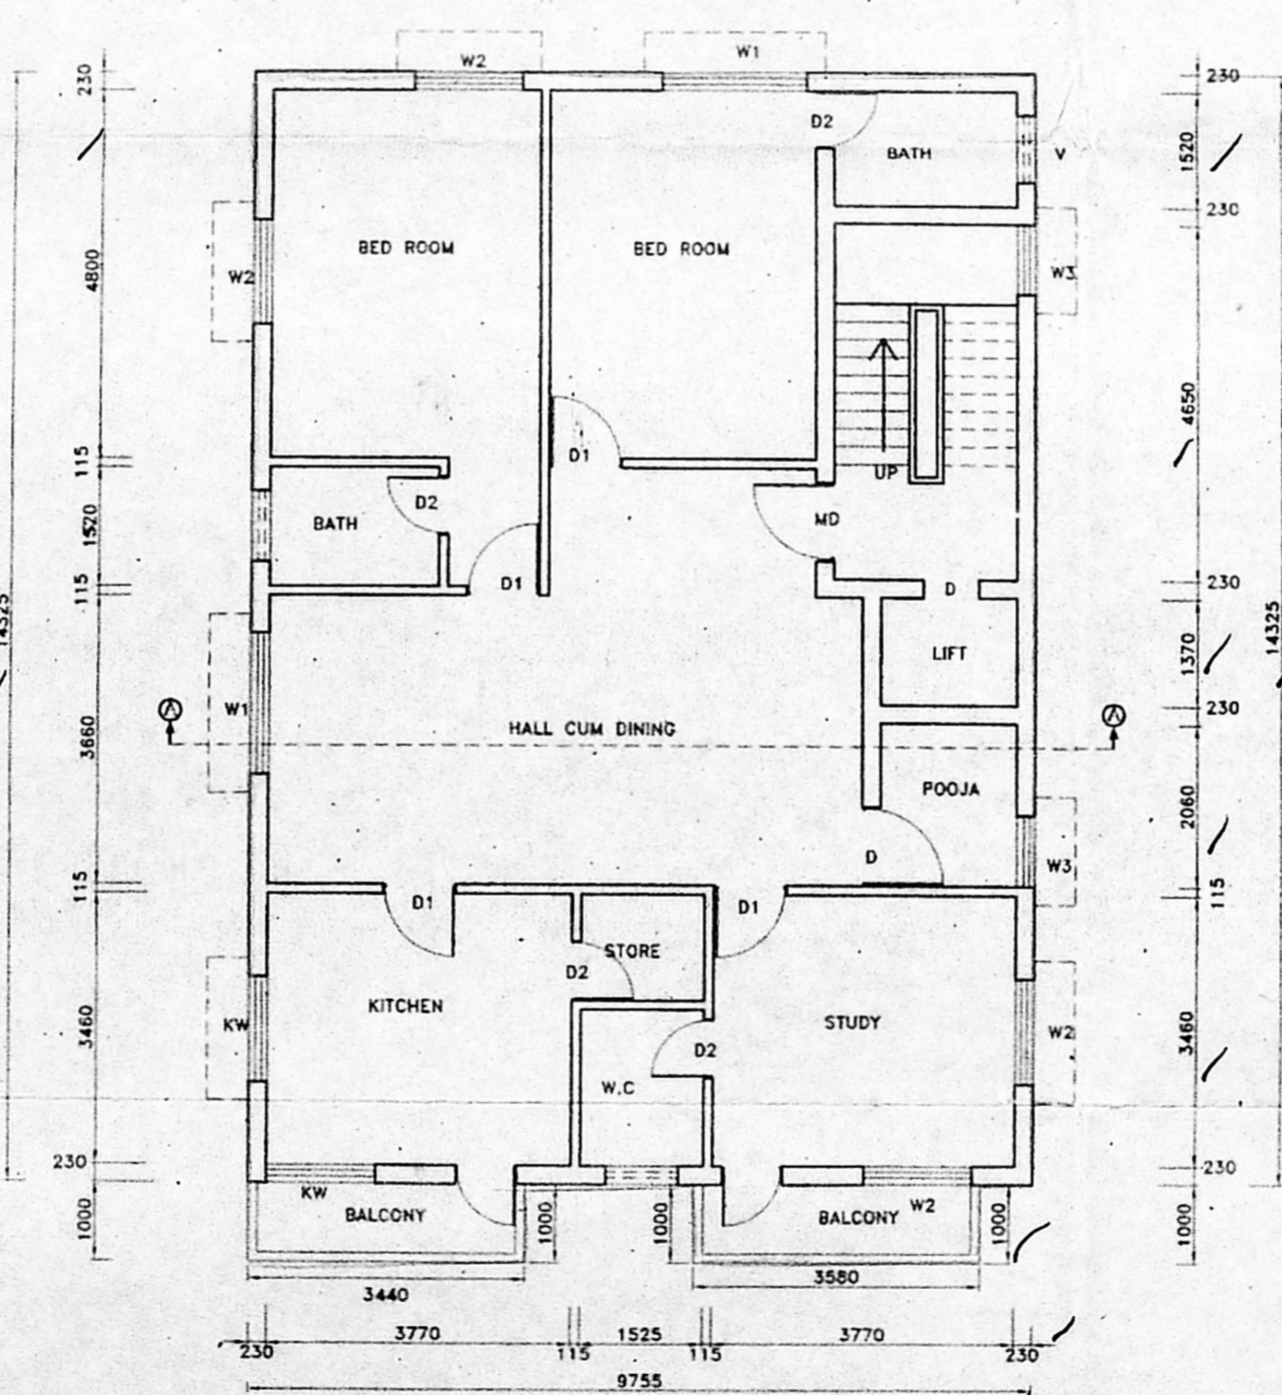 W2
W1
230
230
D2
BATH
V
1520
230
BED ROOM
BED ROOM
W2
W3
4800
4650
115
D1
UP
D2
MD
BATH
1520
D1
115
D
230
14325
14325
LIFT
1370
W1
A
A
230
HALL CUM DINING
3660
POOJA
2060
D
W3
115
D1
D1
115
STORE
D2
KITCHEN
STUDY
KW
W2
3460
3460
D2
W.C
230
230
KW
BALCONY
BALCONY
W2
1000
1000
1000
1000
1000
3580
3440
3770
1525
3770
230
115
115
230
9755